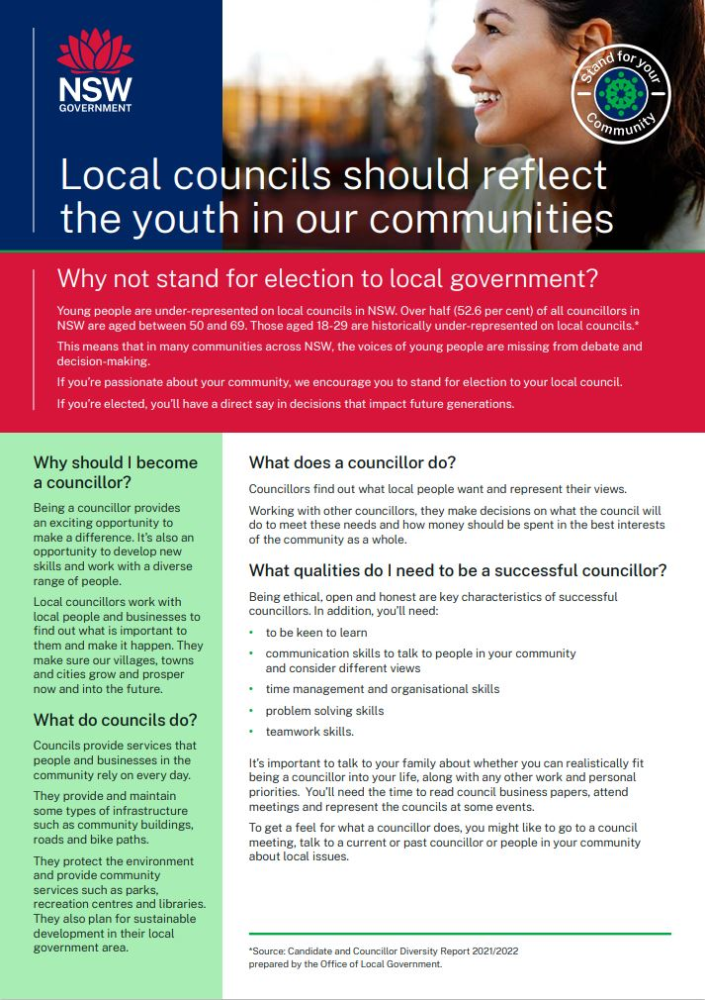 NSW
GOVERNMENT
Stand for your
Community
Local councils should reflect
the youth in our communities
Why not stand for election to local government?
Young people are under-represented on local councils in NSW. Over half (52.6 per cent) of all councillors in
NSW are aged between 50 and 69. Those aged 18-29 are historically under-represented on local councils.*
This means that in many communities across NSW, the voices of young people are missing from debate and
decision-making.
If you’re passionate about your community, we encourage you to stand for election to your local council.
If you’re elected, you’ll have a direct say in decisions that impact future generations.
Why should I become
a councillor?
Being a councillor provides
an exciting opportunity to
make a difference. It’s also an
opportunity to develop new
skills and work with a diverse
range of people.
Local councillors work with
local people and businesses to
find out what is important to
them and make it happen. They
make sure our villages, towns
and cities grow and prosper
now and into the future.
What do councils do?
Councils provide services that
people and businesses in the
community rely on every day.
They provide and maintain
some types of infrastructure
such as community buildings,
roads and bike paths.
They protect the environment
and provide community
services such as parks,
recreation centres and libraries.
They also plan for sustainable
development in their local
government area.
What does a councillor do?
Councillors find out what local people want and represent their views.
Working with other councillors, they make decisions on what the council will
do to meet these needs and how money should be spent in the best interests
of the community as a whole.
What qualities do I need to be a successful councillor?
Being ethical, open and honest are key characteristics of successful
councillors. In addition, you’ll need:
• to be keen to learn
• communication skills to talk to people in your community
and consider different views
• time management and organisational skills
• problem solving skills
• teamwork skills.
It’s important to talk to your family about whether you can realistically fit
being a councillor into your life, along with any other work and personal
priorities.  You’ll need the time to read council business papers, attend
meetings and represent the councils at some events.
To get a feel for what a councillor does, you might like to go to a council
meeting, talk to a current or past councillor or people in your community
about local issues.
*Source: Candidate and Councillor Diversity Report 2021/2022
prepared by the Office of Local Government.